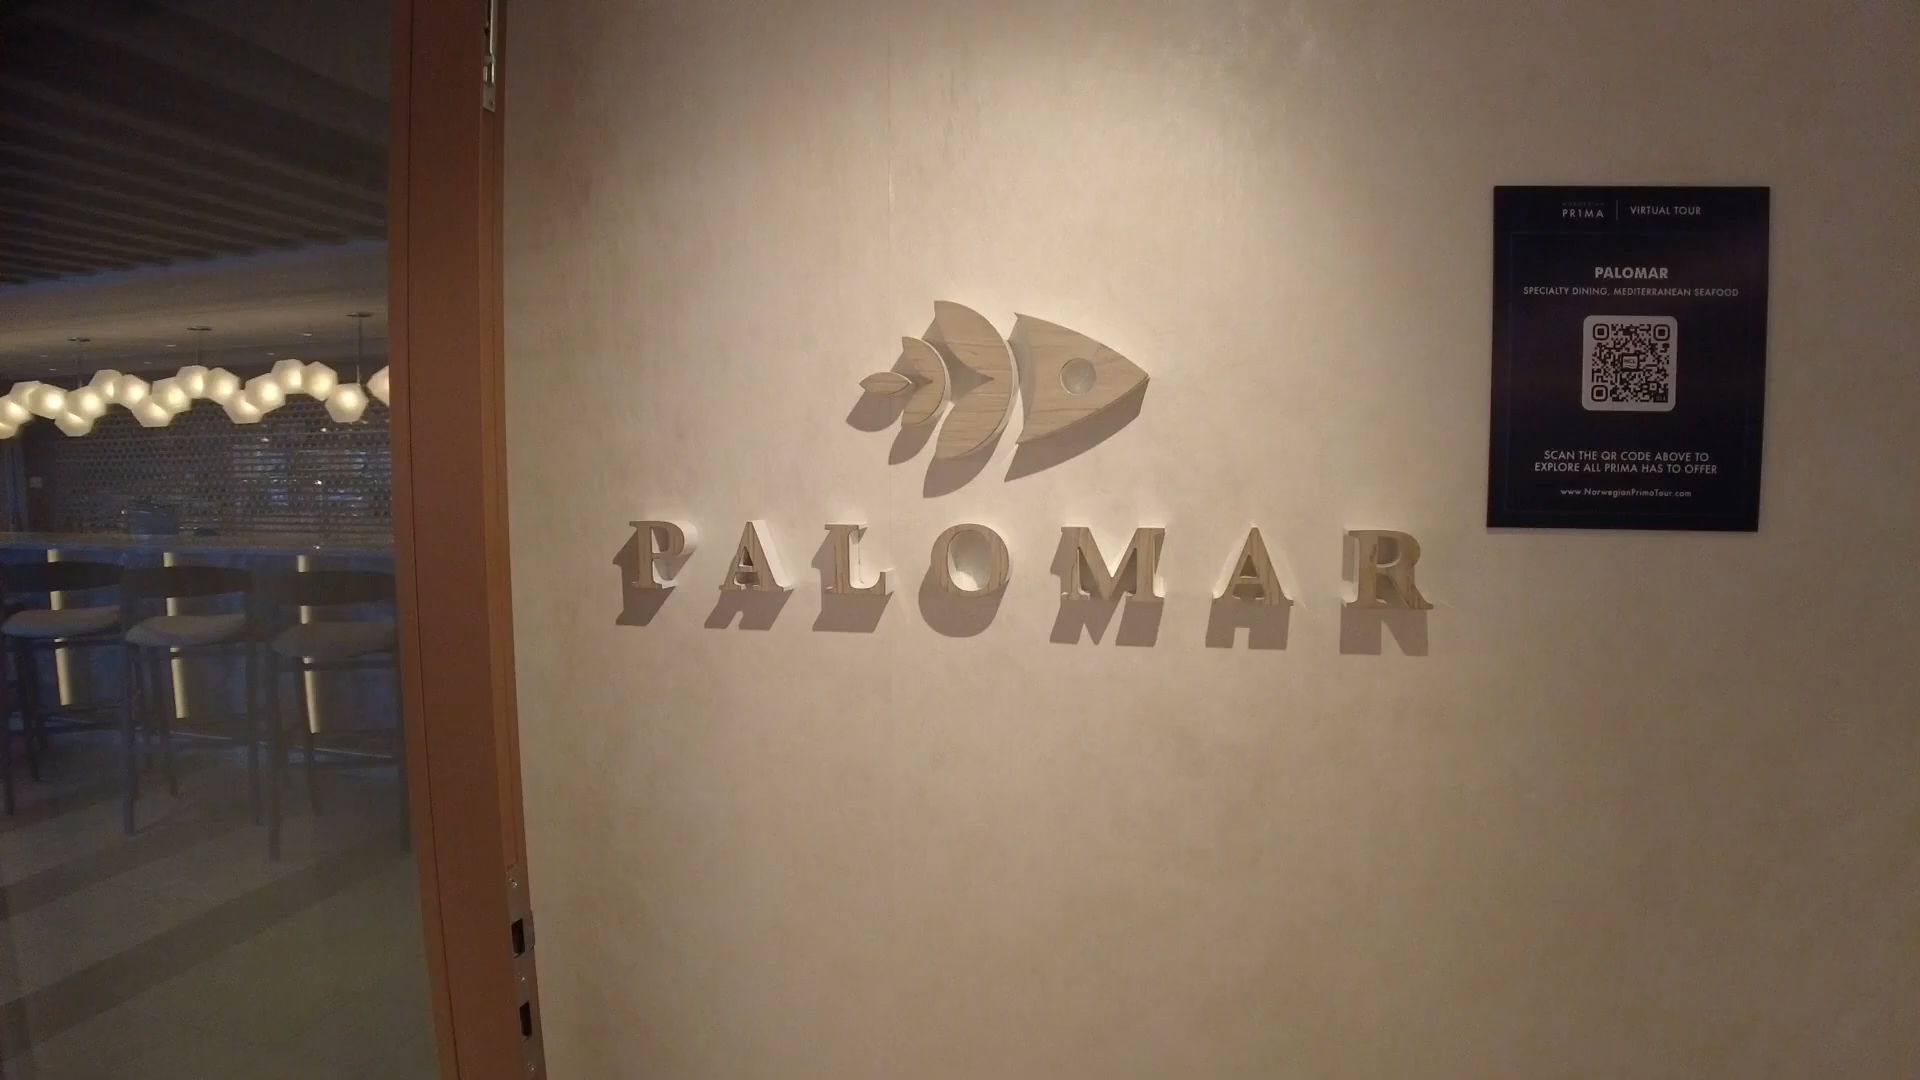 PALOMAR
PR1MA | VIRTUAL TOUR
PALOMAR
SPECIALTY DINING, MEDITERRANEAN SEAFOOD
SCAN THE QR CODE ABOVE TO
EXPLORE ALL PRIMA HAS TO OFFER
www.NorwegianPrimaTour.com